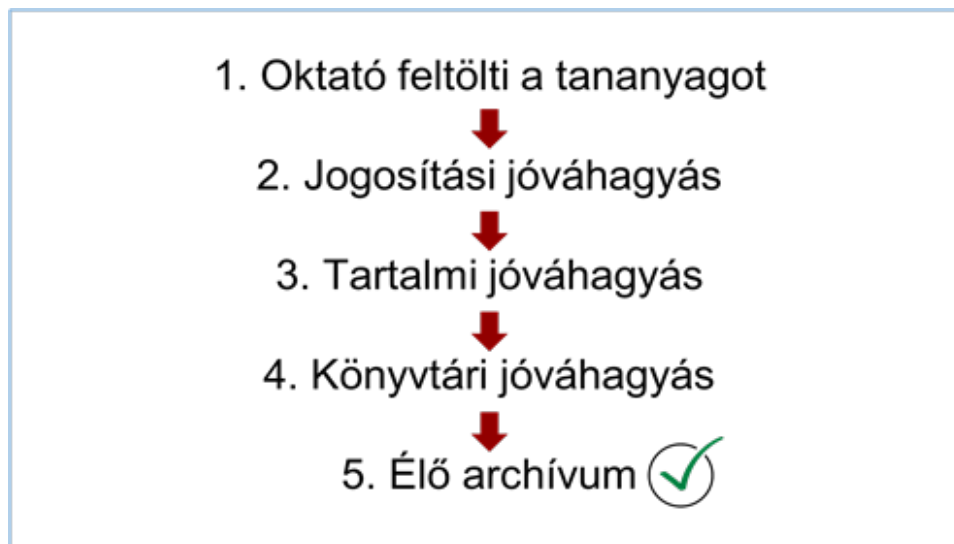 1. Oktató feltölti a tananyagot
2. Jogosítási jóváhagyás
3. Tartalmi jóváhagyás
4. Könyvtári jóváhagyás
5. Élő archívum